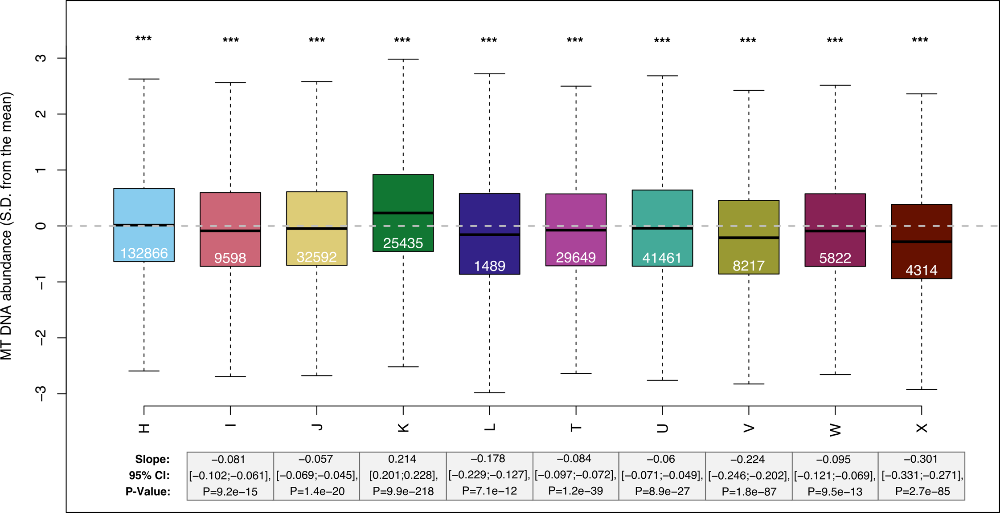 MT DNA abundance (S.D. from the mean)
3
2
1
0
−1
−2
−3
*** *** *** *** *** *** *** *** *** ***
132866 9598 32592 25435 1489 29649 41461 8217 5822 4314
H I J K L T U V W X
Slope: −0.081 −0.057 0.214 −0.178 −0.084 −0.06 −0.224 −0.095 −0.301
95% CI: [−0.102;−0.061], [−0.069;−0.045], [0.201;0.228], [−0.229;−0.127], [−0.097;−0.072], [−0.071;−0.049], [−0.246;−0.202], [−0.121;−0.069], [−0.331;−0.271],
P-Value: P=9.2e−15 P=1.4e−20 P=9.9e−218 P=7.1e−12 P=1.2e−39 P=8.9e−27 P=1.8e−87 P=9.5e−13 P=2.7e−85